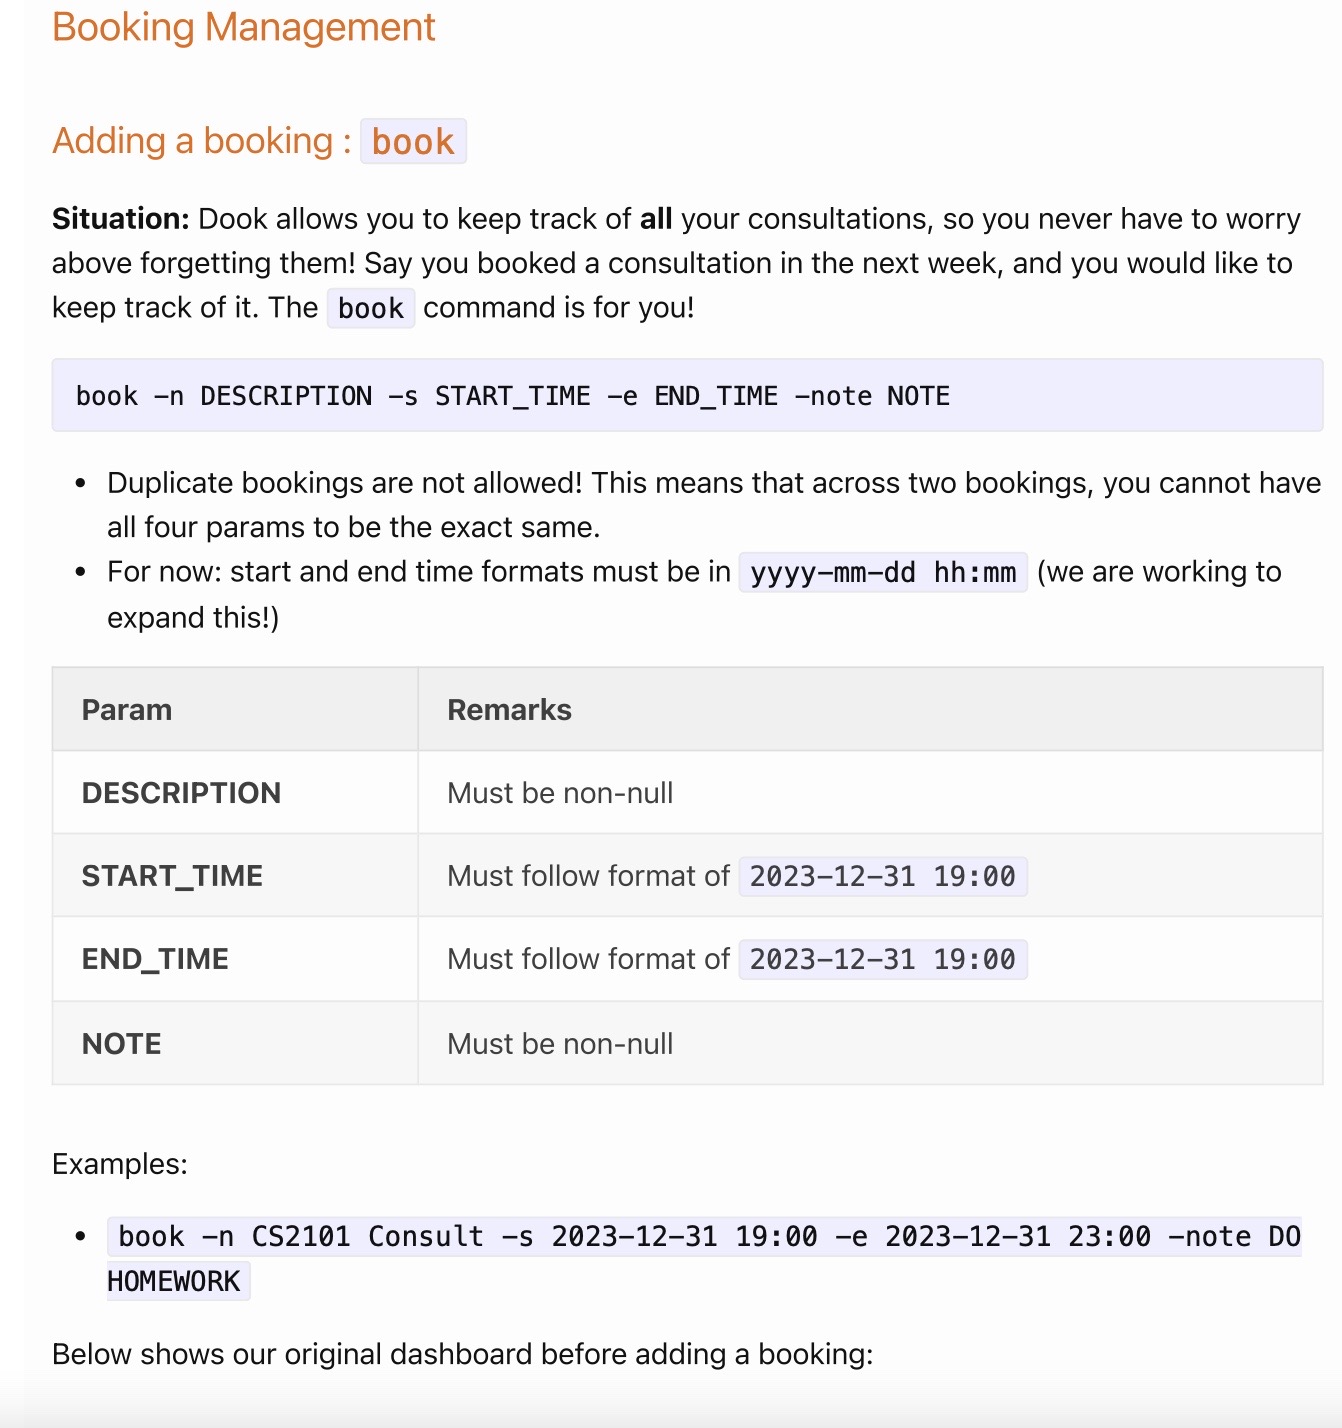 Booking Management
Adding a booking : book
Situation: Dook allows you to keep track of all your consultations, so you never have to worry
above forgetting them! Say you booked a consultation in the next week, and you would like to
keep track of it. The book command is for you!
book -n DESCRIPTION -s START_TIME -e END_TIME -note NOTE
• Duplicate bookings are not allowed! This means that across two bookings, you cannot have
all four params to be the exact same.
• For now: start and end time formats must be in yyyy-mm-dd hh:mm (we are working to
expand this!)
Param Remarks
DESCRIPTION Must be non-null
START_TIME Must follow format of 2023-12-31 19:00
END_TIME Must follow format of 2023-12-31 19:00
NOTE Must be non-null
Examples:
• book -n CS2101 Consult -s 2023-12-31 19:00 -e 2023-12-31 23:00 -note DO
HOMEWORK
Below shows our original dashboard before adding a booking: